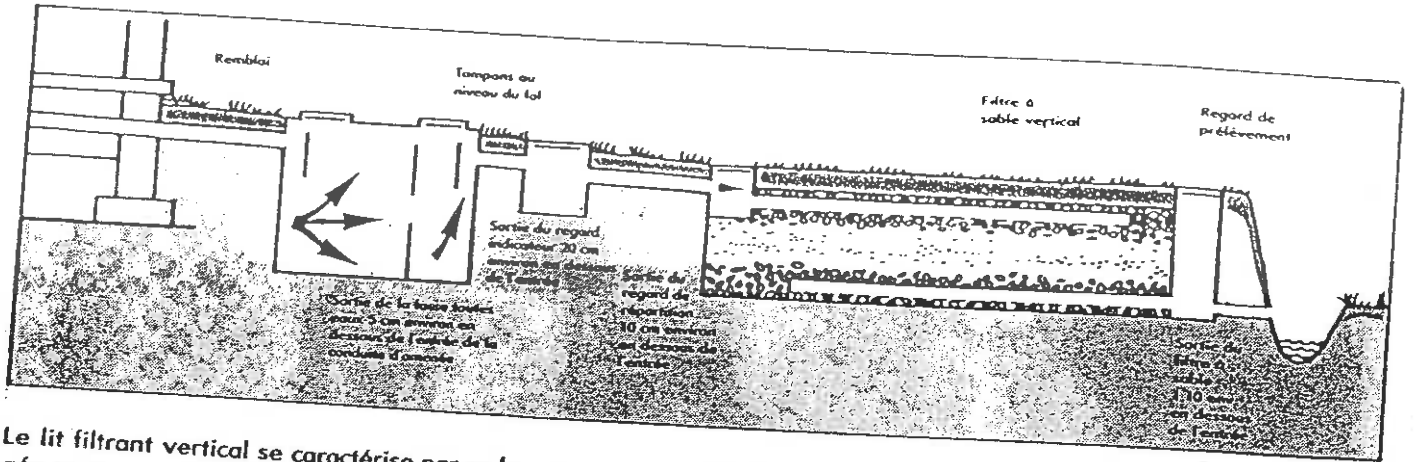 Remblai
Tampons au
niveau du sol
Filtre à
sable vertical
Regard de
prélèvement
Sortie du regard
indicateur 20 cm
environ au dessous
de l'entrée
Sortie de la fosse toutes
eaux 5 cm environ en
dessous de l'entrée de la
conduite d'amenée
Sortie du
regard de
répartition
10 cm environ
en dessous de
l'entrée
Sortie du
filtre à
sable
1m10 env.
en dessous
de l'entrée
Le lit filtrant vertical se caractérise par